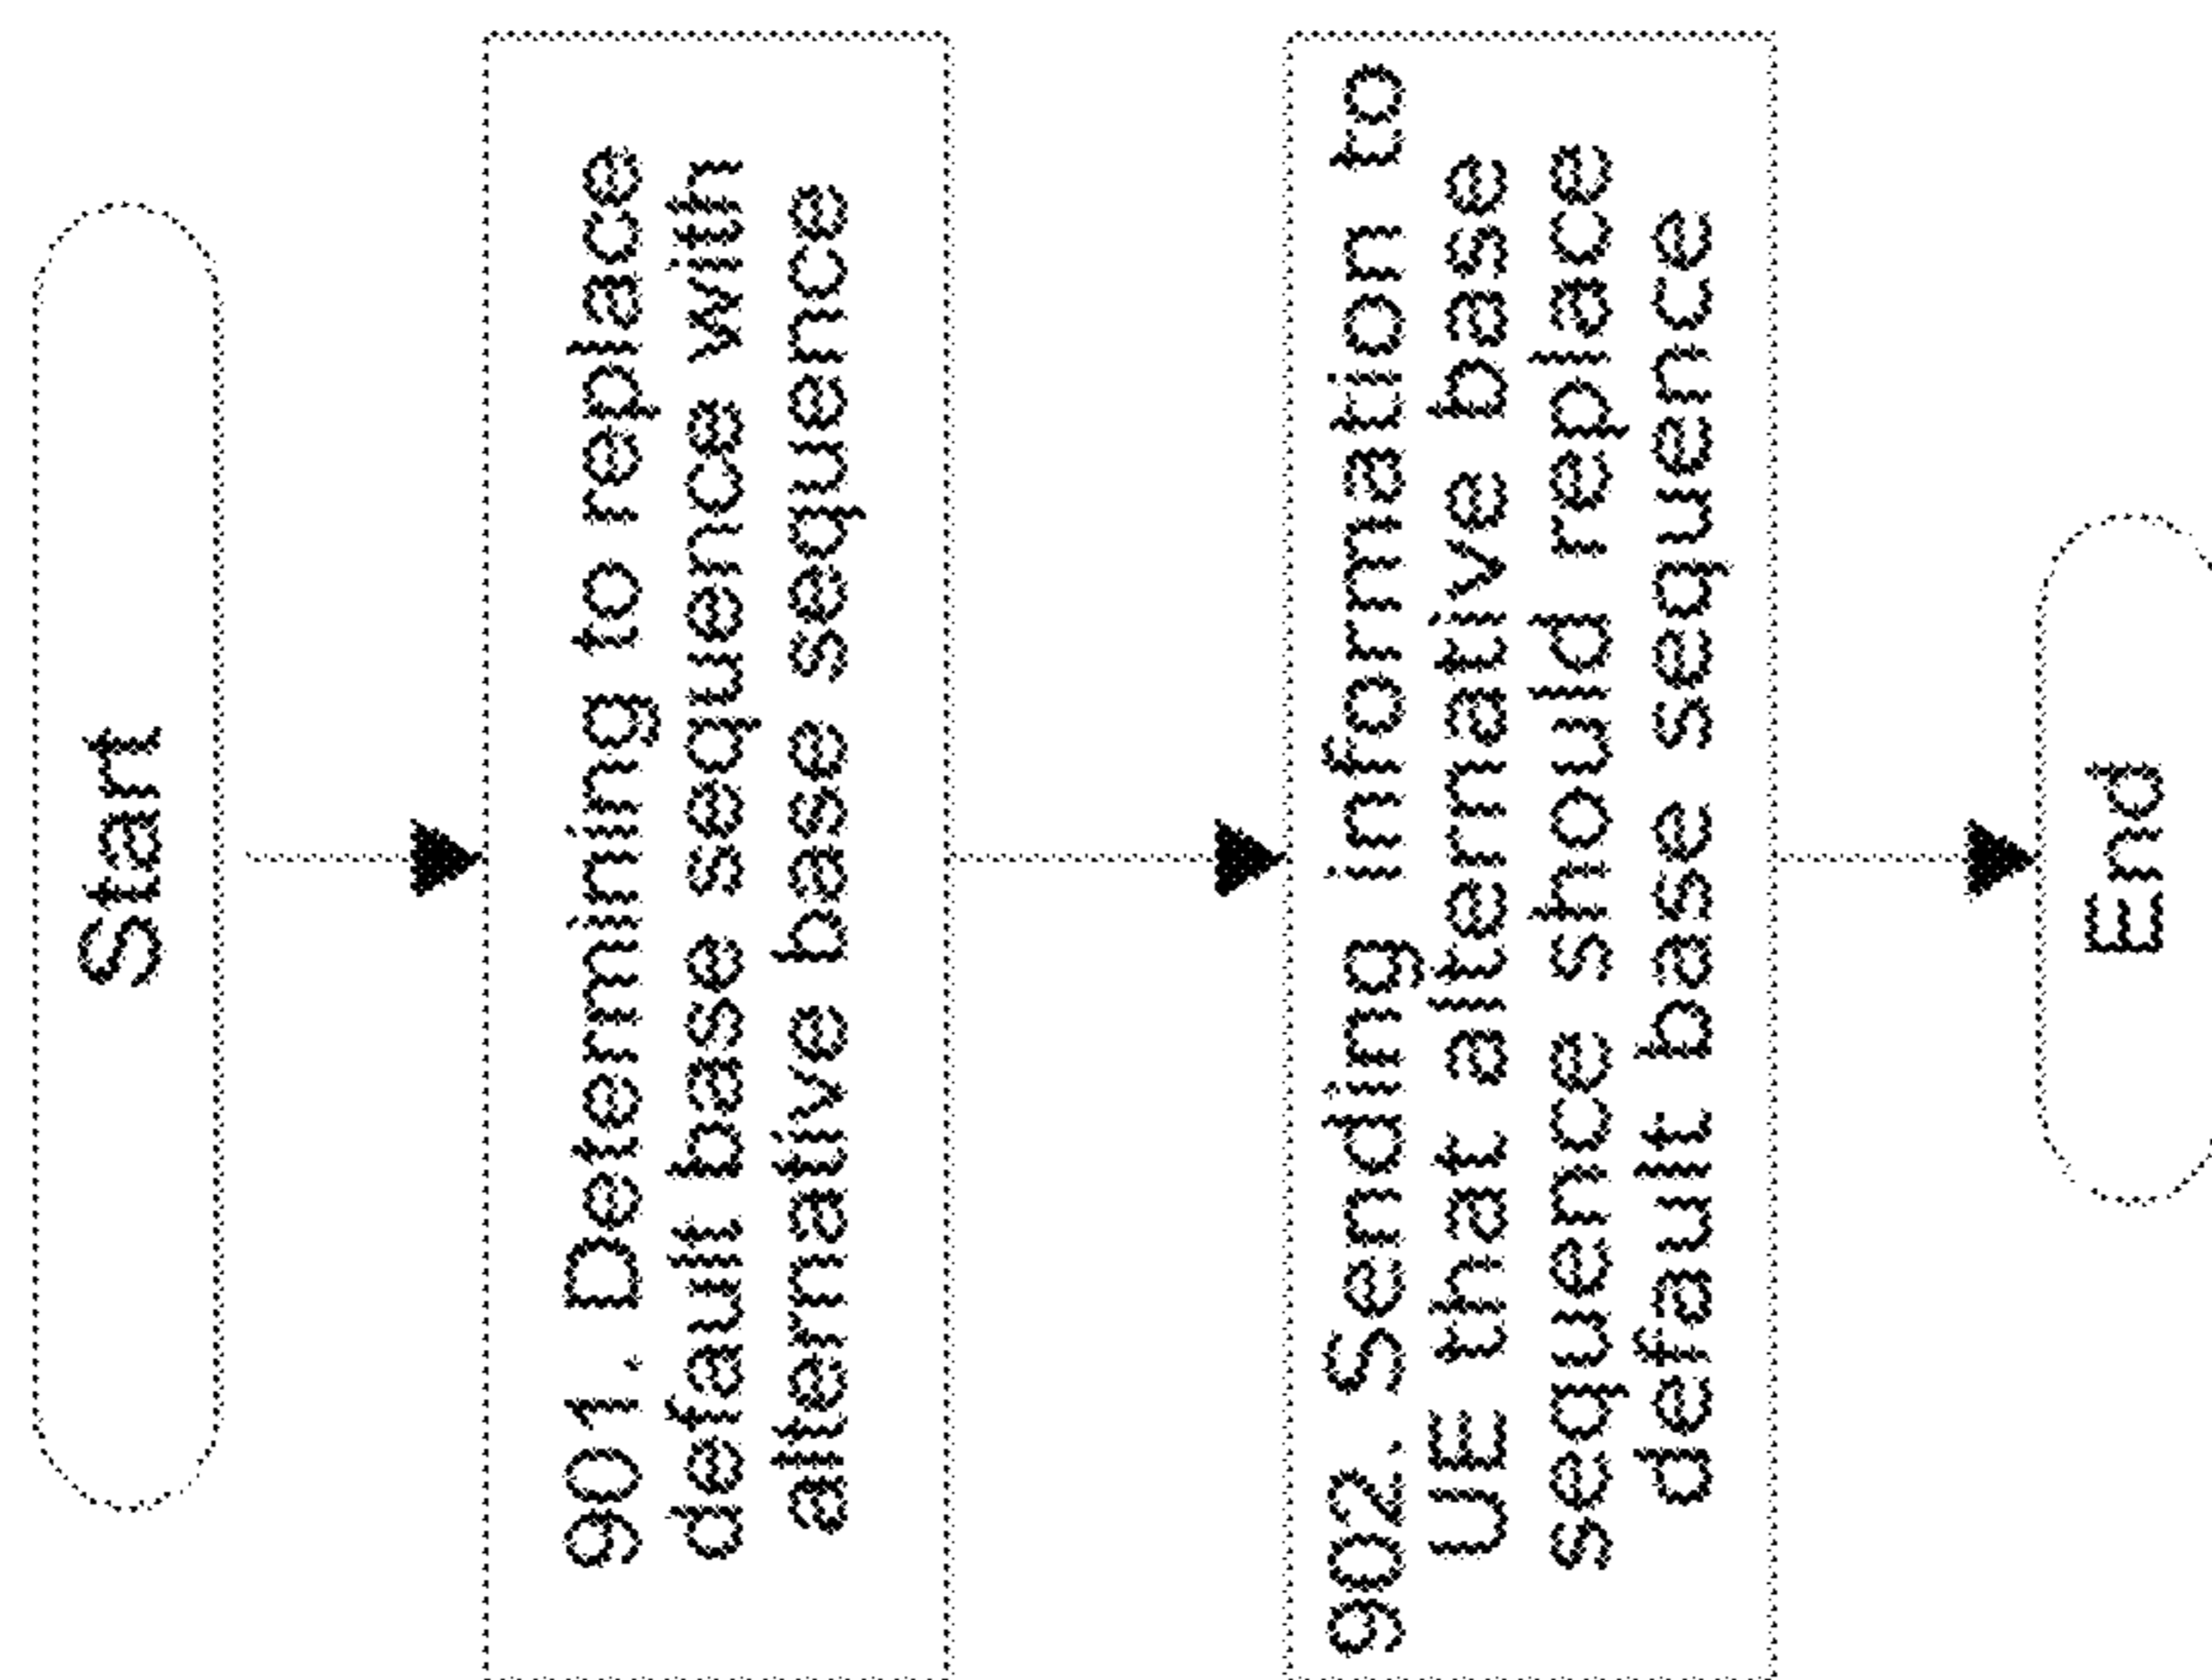 Start
901. Determining to replace
default base sequence with
alternative base sequence
902. Sending information to
UE that alternative base
sequence should replace
default base sequence
End